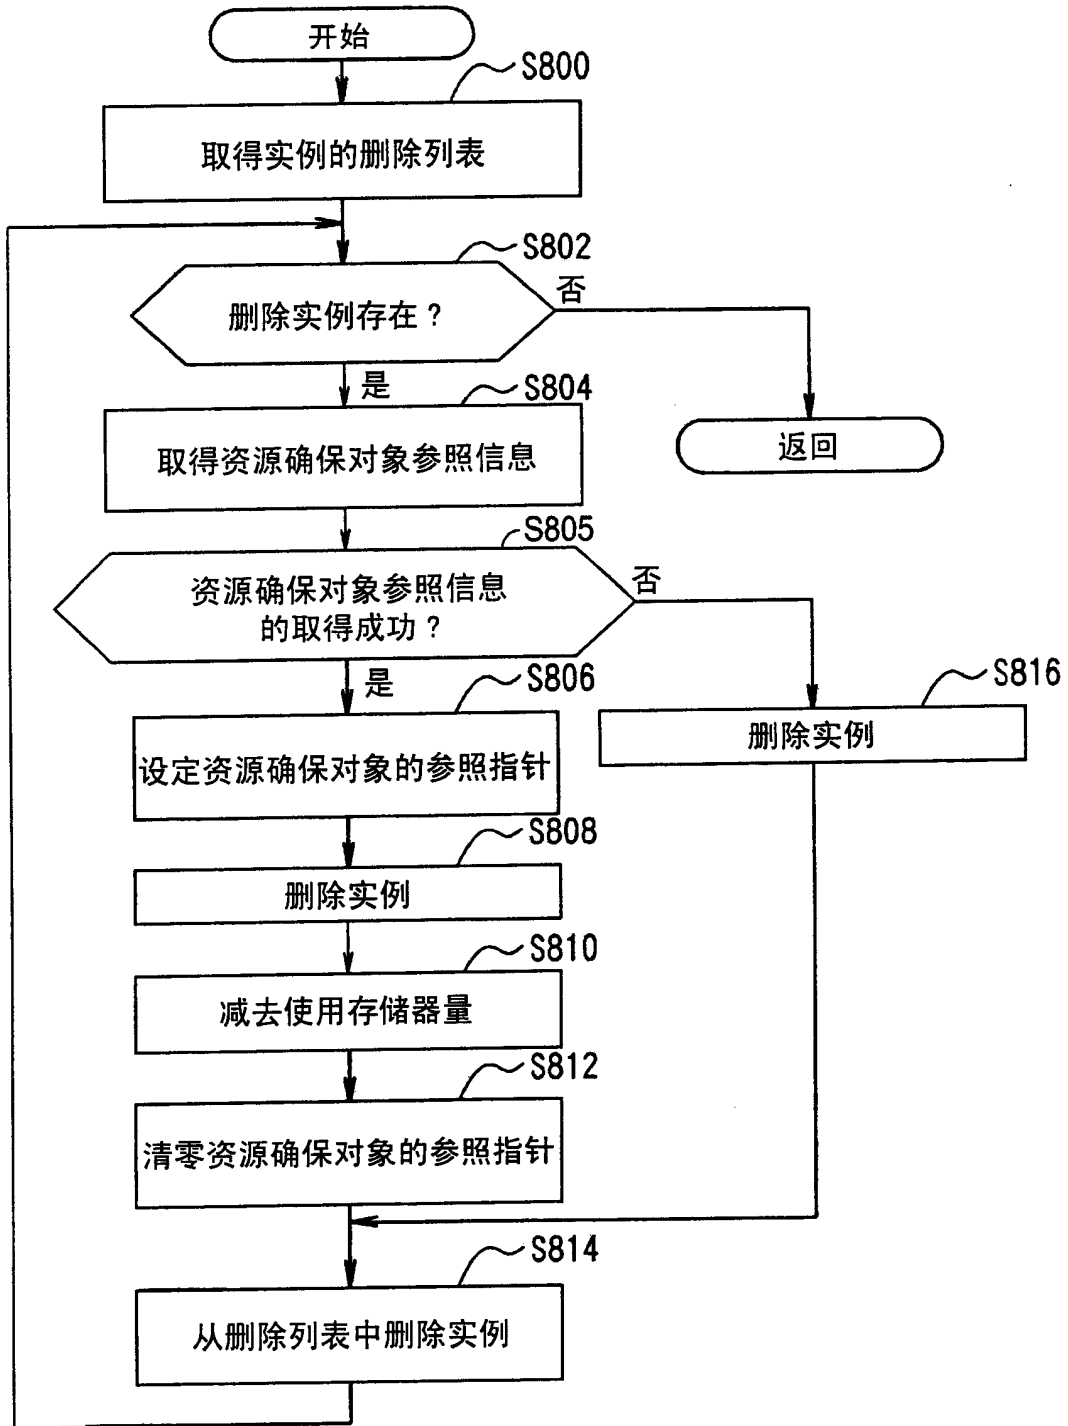 开始
S800
取得实例的删除列表
S802
删除实例存在？
否
是
S804
取得资源确保对象参照信息
返回
S805
资源确保对象参照信息
的取得成功？
否
是
S806
设定资源确保对象的参照指针
S816
删除实例
S808
删除实例
S810
减去使用存储器量
S812
清零资源确保对象的参照指针
S814
从删除列表中删除实例